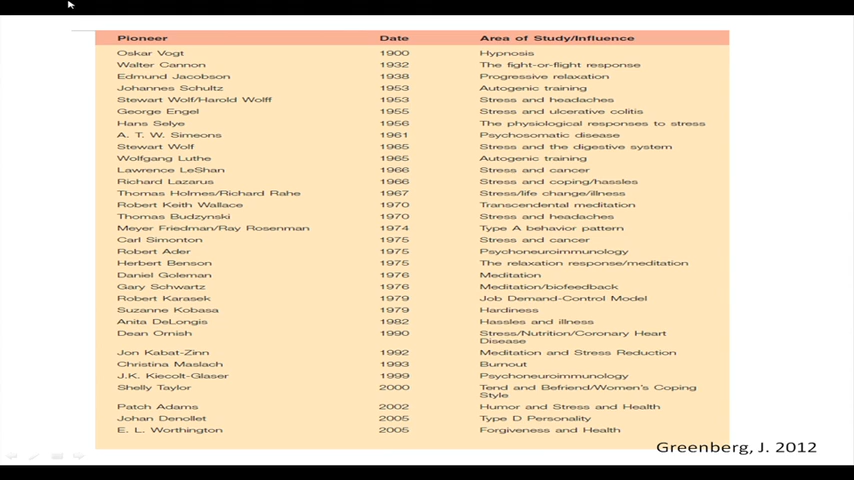 Pioneer Date Area of Study/Influence
Oskar Vogt 1900 Hypnosis
Walter Cannon 1932 The fight-or-flight response
Edmund Jacobson 1938 Progressive relaxation
Johannes Schultz 1953 Autogenic training
Stewart Wolf/Harold Wolff 1953 Stress and headaches
George Engel 1955 Stress and ulcerative colitis
Hans Selye 1956 The physiological responses to stress
A. T. W. Simeons 1961 Psychosomatic disease
Stewart Wolf 1965 Stress and the digestive system
Wolfgang Luthe 1965 Autogenic training
Lawrence LeShan 1966 Stress and cancer
Richard Lazarus 1966 Stress and coping/hassles
Thomas Holmes/Richard Rahe 1967 Stress/life change/illness
Robert Keith Wallace 1970 Transcendental meditation
Thomas Budzynski 1970 Stress and headaches
Meyer Friedman/Ray Rosenman 1974 Type A behavior pattern
Carl Simonton 1975 Stress and cancer
Robert Ader 1975 Psychoneuroimmunology
Herbert Benson 1975 The relaxation response/meditation
Daniel Goleman 1976 Meditation
Gary Schwartz 1976 Meditation/biofeedback
Robert Karasek 1979 Job Demand-Control Model
Suzanne Kobasa 1979 Hardiness
Anita DeLongis 1982 Hassles and illness
Dean Ornish 1990 Stress/Nutrition/Coronary Heart
Disease
Jon Kabat-Zinn 1992 Meditation and Stress Reduction
Christina Maslach 1993 Burnout
J.K. Kiecolt-Glaser 1999 Psychoneuroimmunology
Shelly Taylor 2000 Tend and Befriend/Women's Coping
Style
Patch Adams 2002 Humor and Stress and Health
Johan Denollet 2005 Type D Personality
E. L. Worthington 2005 Forgiveness and Health
Greenberg, J. 2012